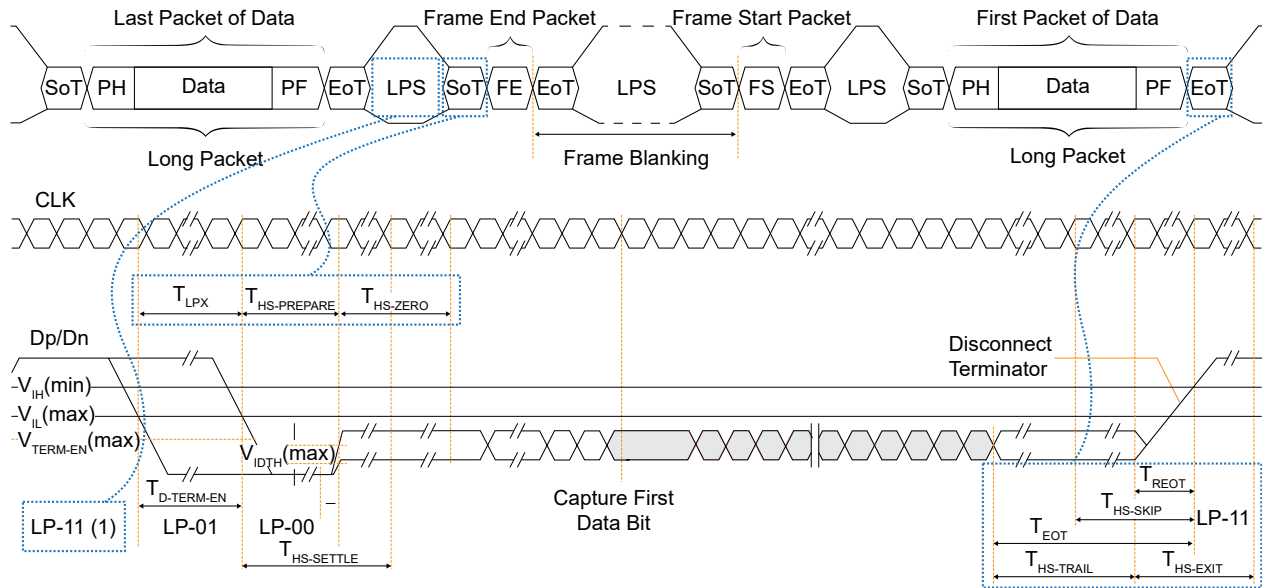 Last Packet of Data
Frame End Packet
Frame Start Packet
First Packet of Data
SoT PH Data PF EoT LPS SoT FE EoT LPS SoT FS EoT LPS SoT PH Data PF EoT
Long Packet
Frame Blanking
Long Packet
CLK
TLPX
THS-PREPARE
THS-ZERO
Dp/Dn
Disconnect
Terminator
VIH(min)
VIL(max)
VTERM-EN(max)
VIDTH(max)
TD-TERM-EN
Capture First
Data Bit
TREOT
LP-11 (1)
LP-01
LP-00
THS-SKIP
LP-11
TEOT
THS-SETTLE
THS-TRAIL
THS-EXIT